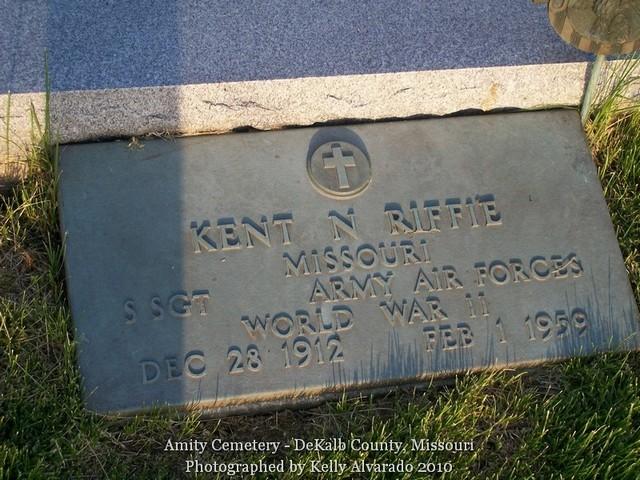 KENT N RIFFIE
MISSOURI
S SGT ARMY AIR FORCES
WORLD WAR II
DEC 28 1912 FEB 1 1959
Amity Cemetery - DeKalb County, Missouri
Photographed by Kelly Alvarado 2010